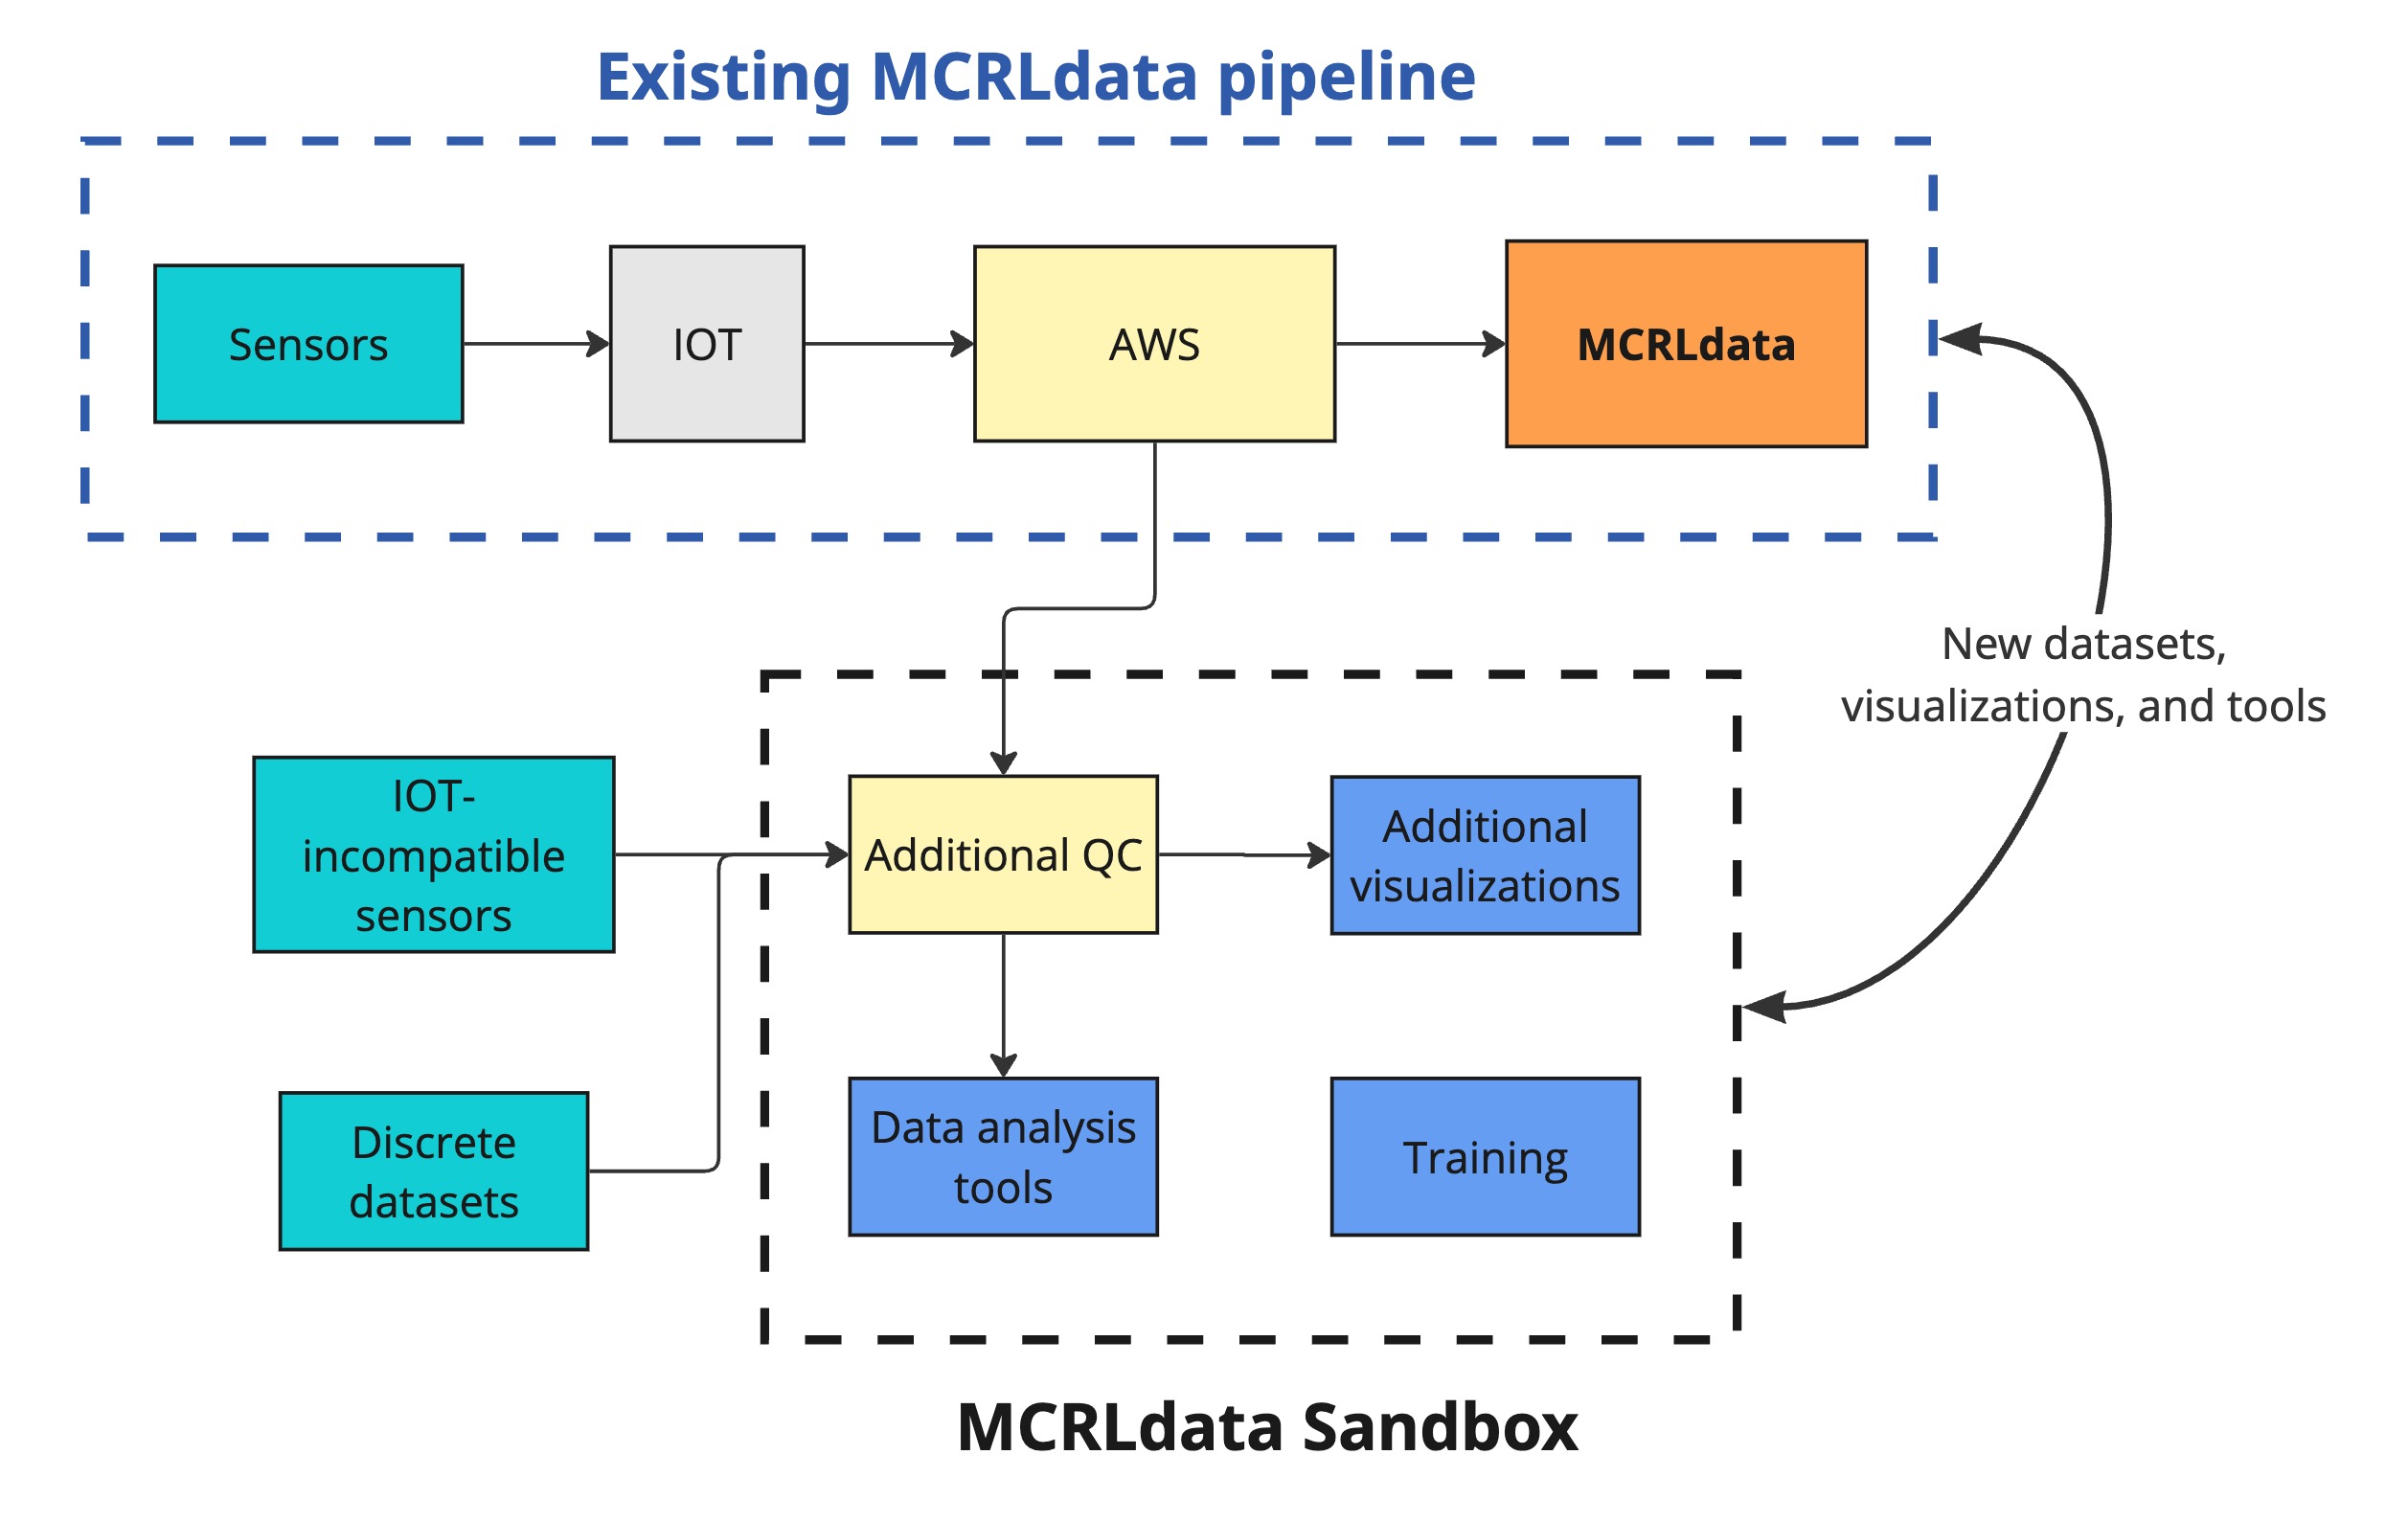 Existing MCRLdata pipeline
Sensors
IOT
AWS
MCRLdata
New datasets,
visualizations, and tools
IOT-
incompatible
sensors
Additional QC
Additional
visualizations
Discrete
datasets
Data analysis
tools
Training
MCRLdata Sandbox